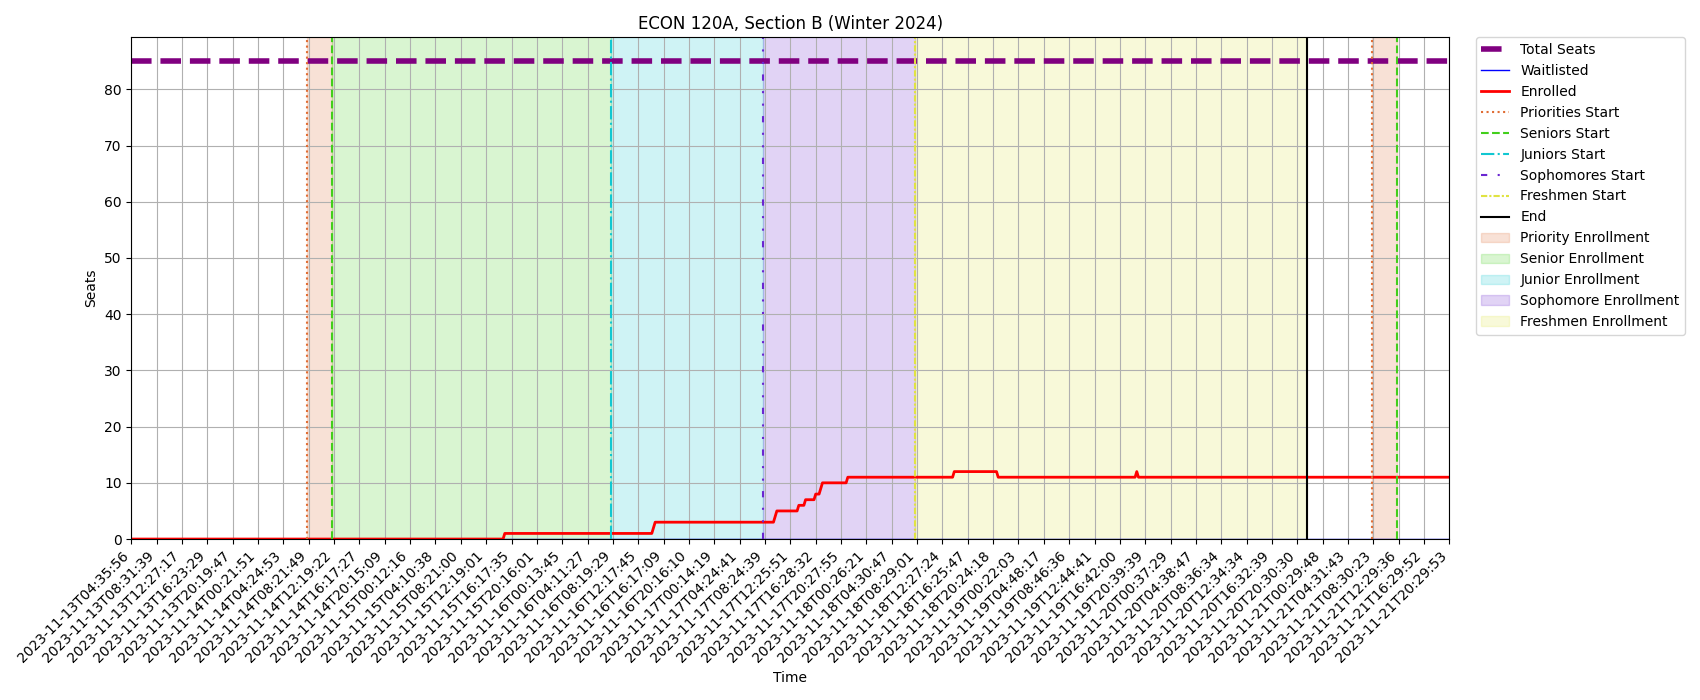 ECON 120A, Section B (Winter 2024)
Seats
80
70
60
50
40
30
20
10
0
2023-11-13T04:35:56
2023-11-13T08:31:39
2023-11-13T12:27:17
2023-11-13T16:23:29
2023-11-13T20:19:47
2023-11-14T00:21:51
2023-11-14T04:24:53
2023-11-14T08:21:49
2023-11-14T12:19:22
2023-11-14T16:17:27
2023-11-14T20:15:09
2023-11-15T00:12:16
2023-11-15T04:10:38
2023-11-15T08:21:00
2023-11-15T12:19:01
2023-11-15T16:17:35
2023-11-15T20:16:01
2023-11-16T00:13:45
2023-11-16T04:11:27
2023-11-16T08:19:29
2023-11-16T12:17:45
2023-11-16T16:17:09
2023-11-16T20:16:10
2023-11-17T00:14:19
2023-11-17T04:24:41
2023-11-17T08:24:39
2023-11-17T12:25:51
2023-11-17T16:28:32
2023-11-17T20:27:55
2023-11-18T00:26:21
2023-11-18T04:30:47
2023-11-18T08:29:01
2023-11-18T12:27:24
2023-11-18T16:25:47
2023-11-18T20:24:18
2023-11-19T00:22:03
2023-11-19T04:48:17
2023-11-19T08:46:36
2023-11-19T12:44:41
2023-11-19T16:42:00
2023-11-19T20:39:39
2023-11-20T00:37:29
2023-11-20T04:38:47
2023-11-20T08:36:34
2023-11-20T12:34:34
2023-11-20T16:32:39
2023-11-20T20:30:30
2023-11-21T00:29:48
2023-11-21T04:31:43
2023-11-21T08:30:23
2023-11-21T12:29:36
2023-11-21T16:29:52
2023-11-21T20:29:53
Time
Total Seats
Waitlisted
Enrolled
Priorities Start
Seniors Start
Juniors Start
Sophomores Start
Freshmen Start
End
Priority Enrollment
Senior Enrollment
Junior Enrollment
Sophomore Enrollment
Freshmen Enrollment